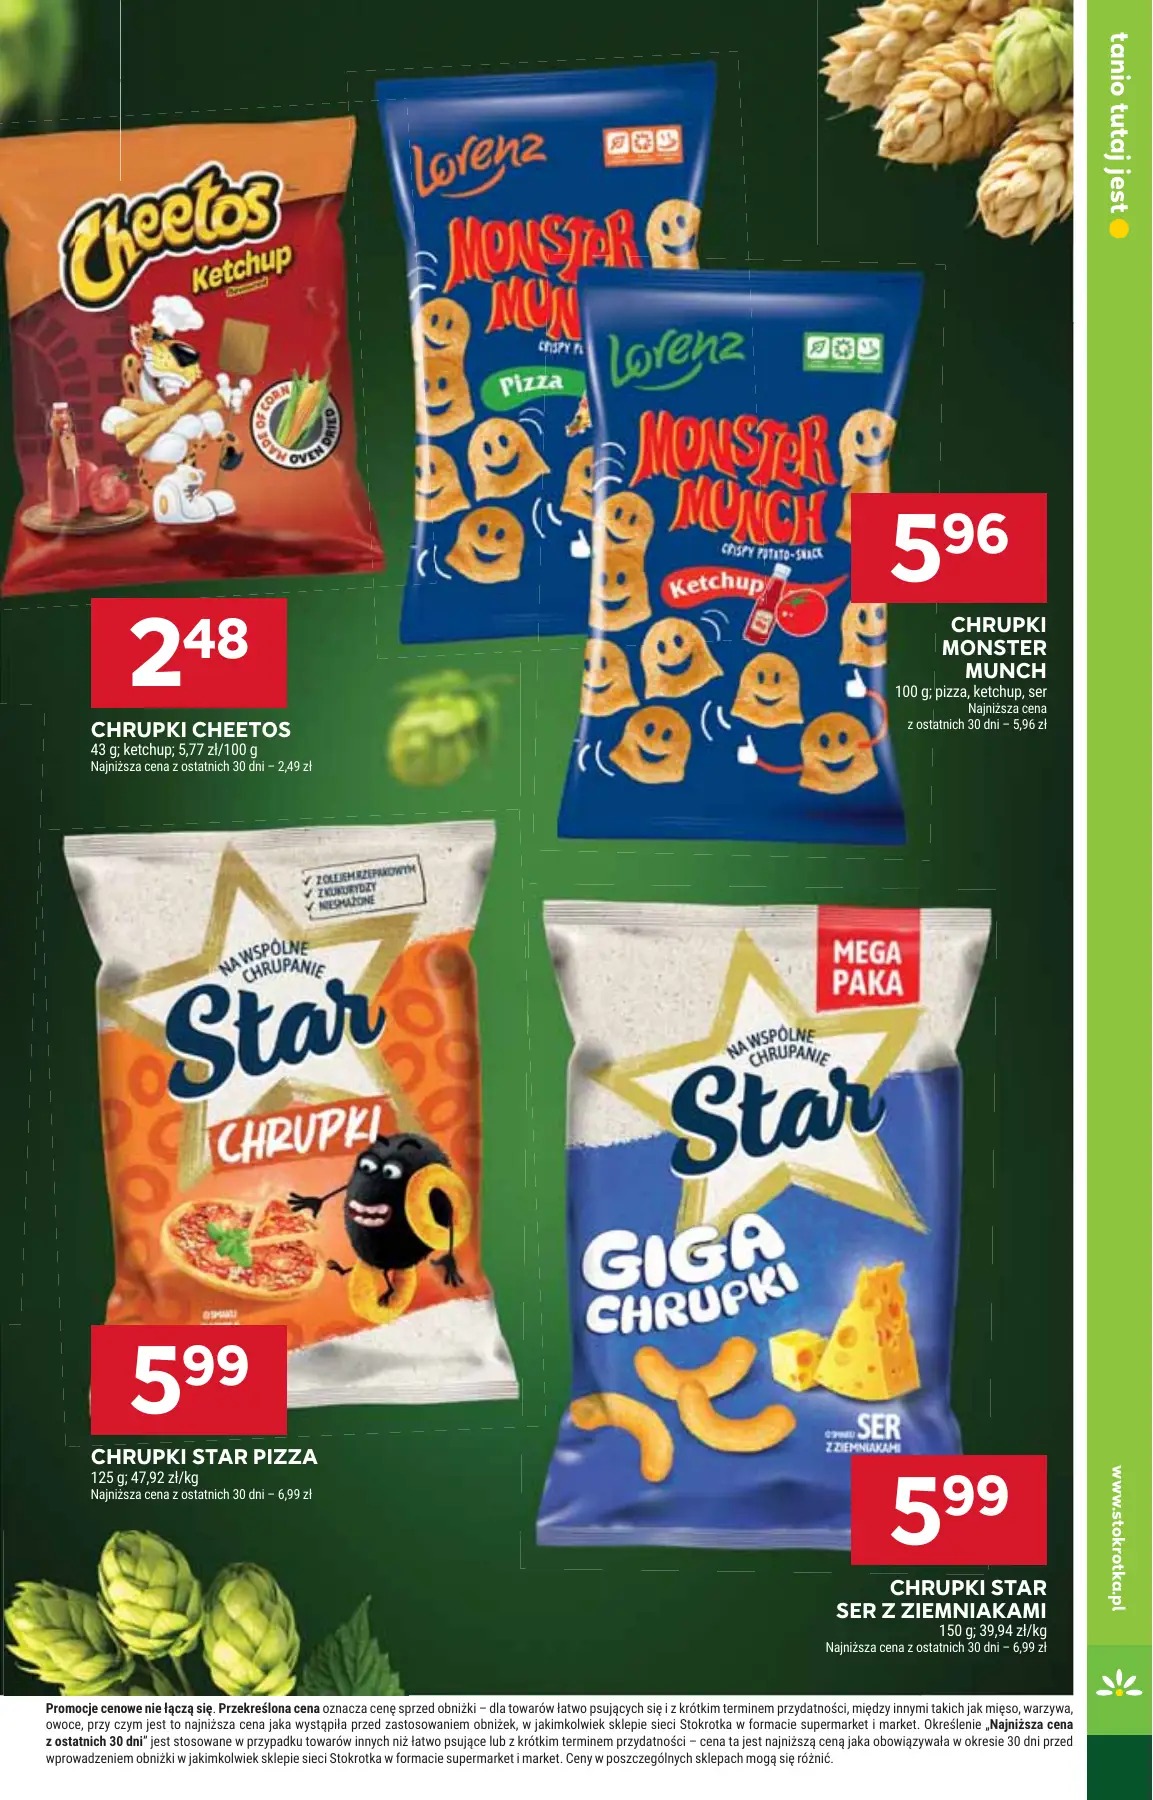 tanio tutaj jest
Cheetos
Ketchup
flavoured
MADE OF CORN
OVEN DRIED
Lorenz
MONSTER
MUN
CRISPY
Pizza
Lorenz
MONSTER
MUNCH
CRISPY POTATO-SNACK
Ketchup
5 96
CHRUPKI
MONSTER
MUNCH
100 g; pizza, ketchup, ser
Najniższa cena
z ostatnich 30 dni – 5,96 zł
2 48
CHRUPKI CHEETOS
43 g; ketchup; 5,77 zł/100 g
Najniższa cena z ostatnich 30 dni – 2,49 zł
Z OLEJEM RZEPAKOWYM
Z KUKURYDZY
NIESMAŻONE
NA WSPÓLNE
CHRUPANIE
Star
CHRUPKI
O SMAKU
5 99
CHRUPKI STAR PIZZA
125 g; 47,92 zł/kg
Najniższa cena z ostatnich 30 dni – 6,99 zł
MEGA
PAKA
NA WSPÓLNE
CHRUPANIE
Star
GIGA
CHRUPKI
O SMAKU SER
Z ZIEMNIAKAMI
5 99
CHRUPKI STAR
SER Z ZIEMNIAKAMI
150 g; 39,94 zł/kg
Najniższa cena z ostatnich 30 dni – 6,99 zł
www.stokrotka.pl
Promocje cenowe nie łączą się. Przekreślona cena oznacza cenę sprzed obniżki – dla towarów łatwo psujących się i z krótkim terminem przydatności, między innymi takich jak mięso, warzywa,
owoce, przy czym jest to najniższa cena jaka wystąpiła przed zastosowaniem obniżek, w jakimkolwiek sklepie sieci Stokrotka w formacie supermarket i market. Określenie „Najniższa cena
z ostatnich 30 dni” jest stosowane w przypadku towarów innych niż łatwo psujące lub z krótkim terminem przydatności – cena ta jest najniższą ceną jaka obowiązywała w okresie 30 dni przed
wprowadzeniem obniżki w jakimkolwiek sklepie sieci Stokrotka w formacie supermarket i market. Ceny w poszczególnych sklepach mogą się różnić.